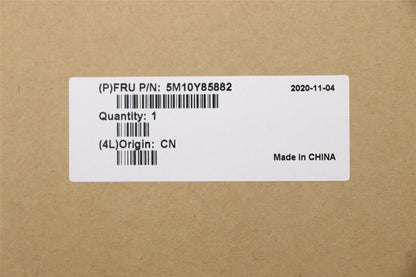 (P)FRU P/N: 5M10Y85882
2020-11-04
Quantity: 1
(4L)Origin: CN
Made in CHINA